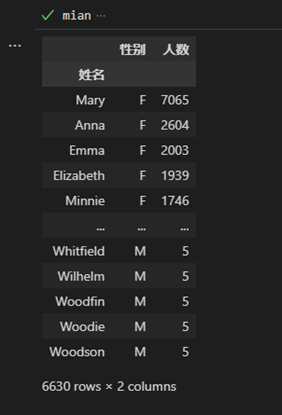 mian ...
...
性别 人数
姓名
Mary F 7065
Anna F 2604
Emma F 2003
Elizabeth F 1939
Minnie F 1746
... ... ...
Whitfield M 5
Wilhelm M 5
Woodfin M 5
Woodie M 5
Woodson M 5
6630 rows × 2 columns